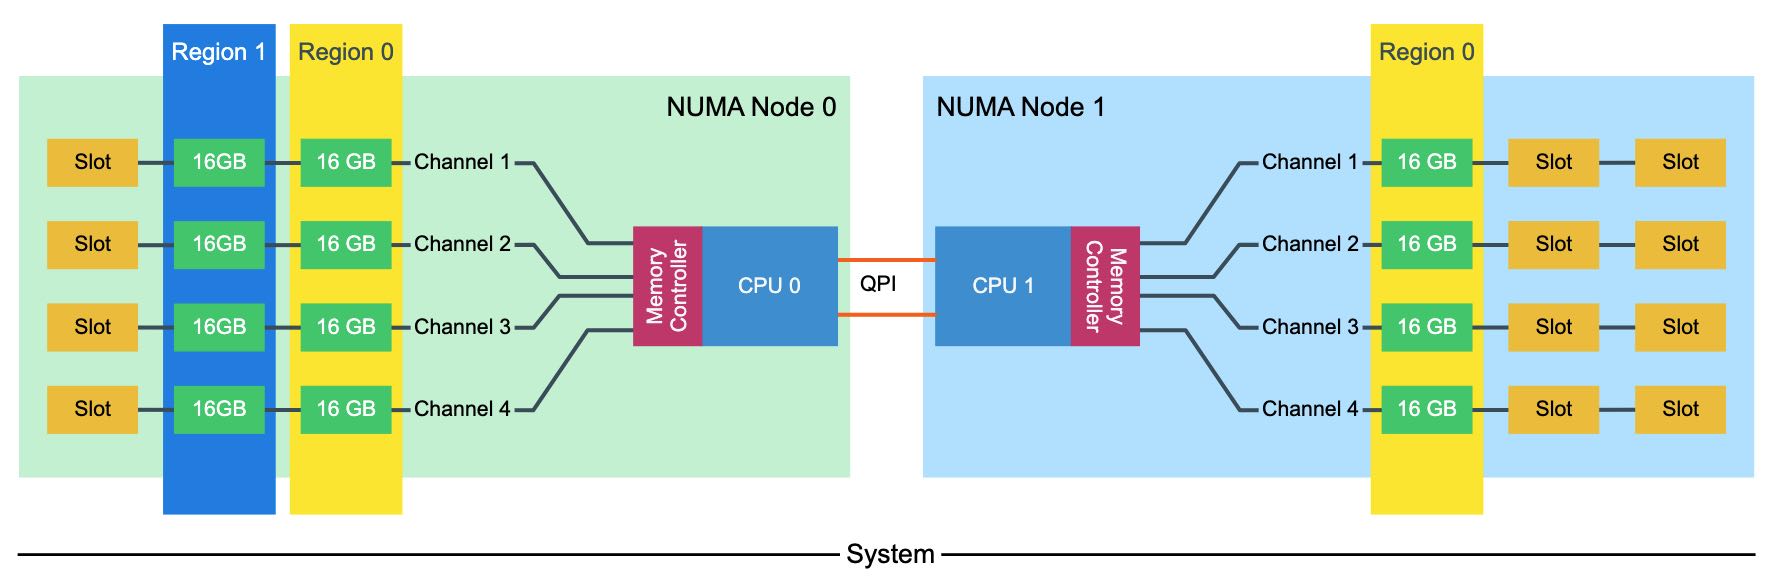 Region 1
Region 0
Region 0
NUMA Node 0
NUMA Node 1
Slot
16GB
16 GB
Channel 1
Channel 1
16 GB
Slot
Slot
Slot
16GB
16 GB
Channel 2
Channel 2
16 GB
Slot
Slot
Memory
Controller
CPU 0
QPI
CPU 1
Memory
Controller
Slot
16GB
16 GB
Channel 3
Channel 3
16 GB
Slot
Slot
Slot
16GB
16 GB
Channel 4
Channel 4
16 GB
Slot
Slot
System